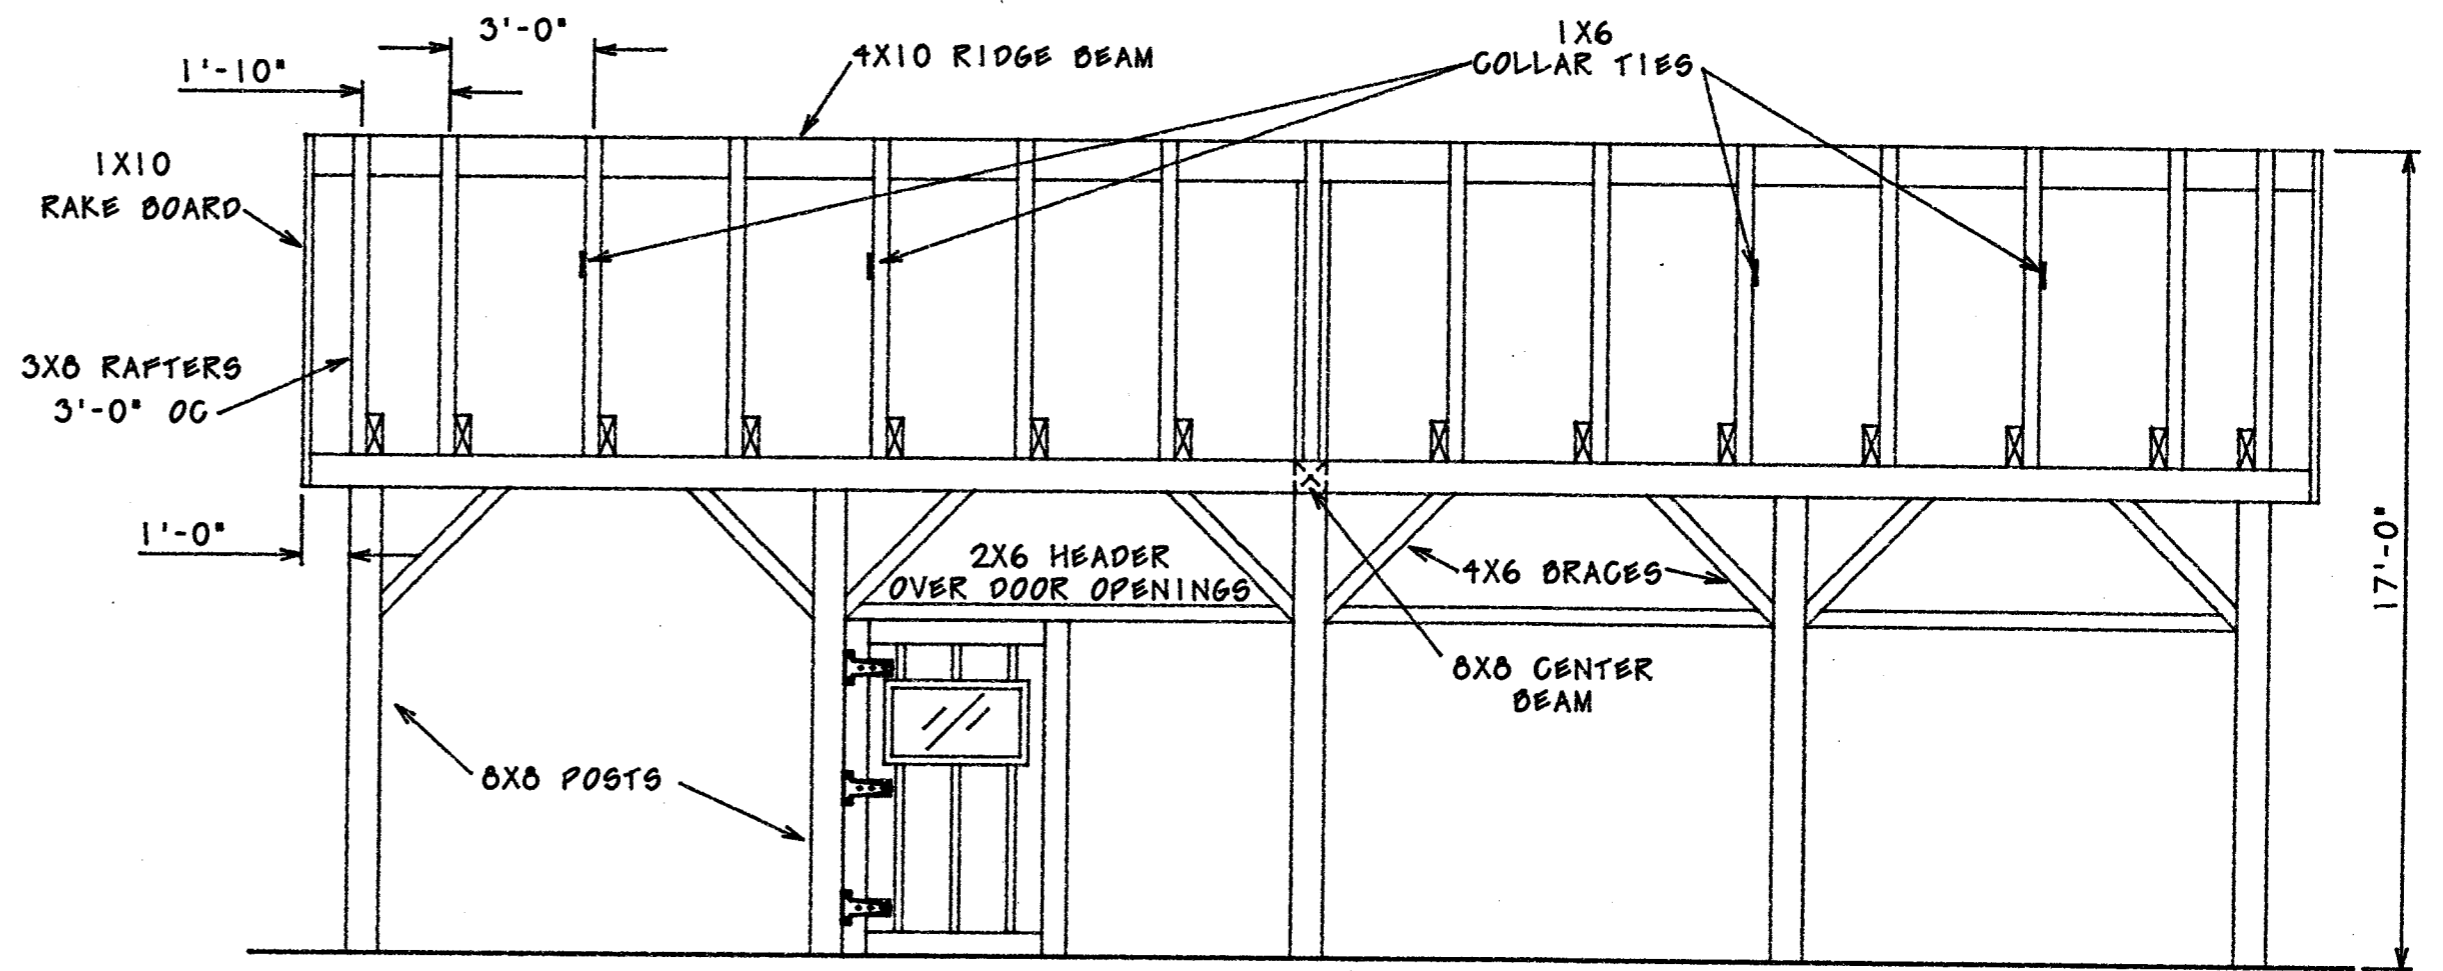 3'-0"
1'-10"
4X10 RIDGE BEAM
1X6
COLLAR TIES
1X10
RAKE BOARD
3X8 RAFTERS
3'-0" OC
1'-0"
2X6 HEADER
OVER DOOR OPENINGS
4X6 BRACES
17'-0"
8X8 CENTER
BEAM
8X8 POSTS